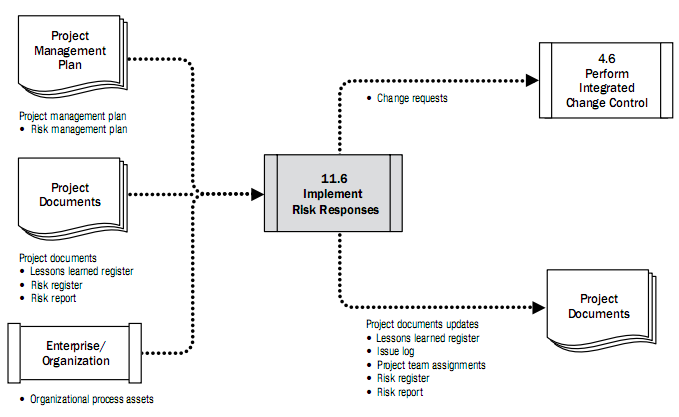 Project
Management
Plan
Project management plan
• Risk management plan
Project
Documents
Project documents
• Lessons learned register
• Risk register
• Risk report
Enterprise/
Organization
• Organizational process assets
11.6
Implement
Risk Responses
• Change requests
4.6
Perform
Integrated
Change Control
Project documents updates
• Lessons learned register
• Issue log
• Project team assignments
• Risk register
• Risk report
Project
Documents